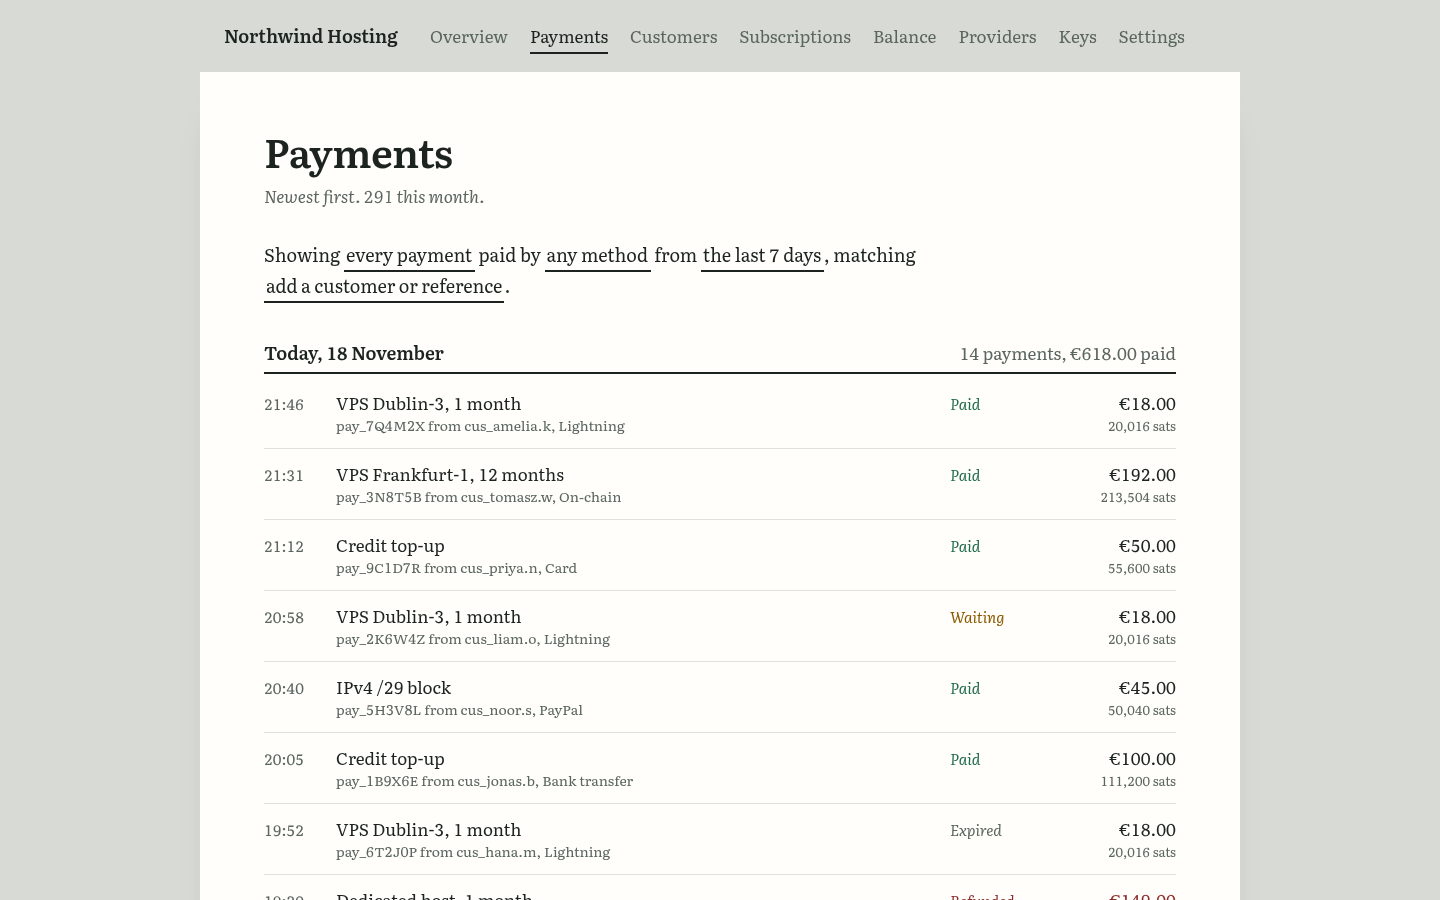 Northwind Hosting Overview Payments Customers Subscriptions Balance Providers Keys Settings
Payments
Newest first. 291 this month.
Showing every payment paid by any method from the last 7 days, matching
add a customer or reference.
Today, 18 November 14 payments, €618.00 paid
21:46 VPS Dublin-3, 1 month Paid €18.00
pay_7Q4M2X from cus_amelia.k, Lightning 20,016 sats
21:31 VPS Frankfurt-1, 12 months Paid €192.00
pay_3N8T5B from cus_tomasz.w, On-chain 213,504 sats
21:12 Credit top-up Paid €50.00
pay_9C1D7R from cus_priya.n, Card 55,600 sats
20:58 VPS Dublin-3, 1 month Waiting €18.00
pay_2K6W4Z from cus_liam.o, Lightning 20,016 sats
20:40 IPv4 /29 block Paid €45.00
pay_5H3V8L from cus_noor.s, PayPal 50,040 sats
20:05 Credit top-up Paid €100.00
pay_1B9X6E from cus_jonas.b, Bank transfer 111,200 sats
19:52 VPS Dublin-3, 1 month Expired €18.00
pay_6T2J0P from cus_hana.m, Lightning 20,016 sats
Dedicated host, 1 month Refunded €149.00